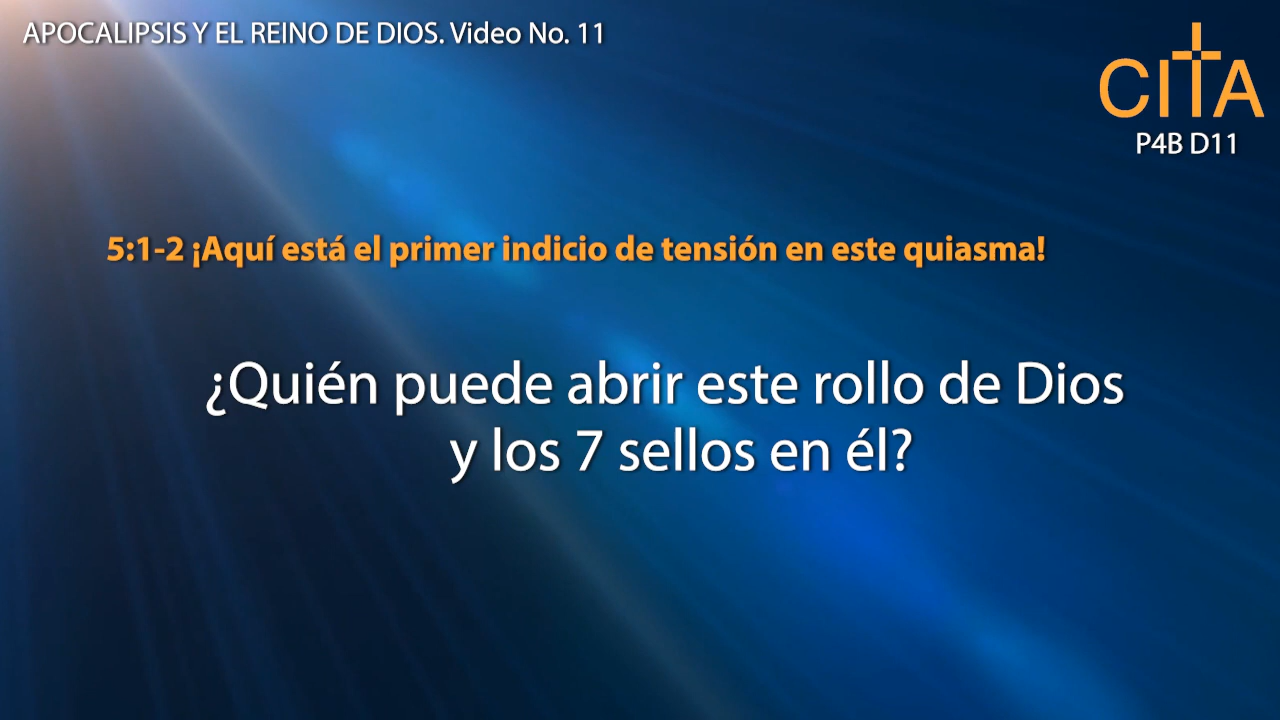 APOCALIPSIS Y EL REINO DE DIOS. Video No. 11
CITA
P4B D11
5:1-2 ¡Aquí está el primer indicio de tensión en este quiasma!
¿Quién puede abrir este rollo de Dios
y los 7 sellos en él?